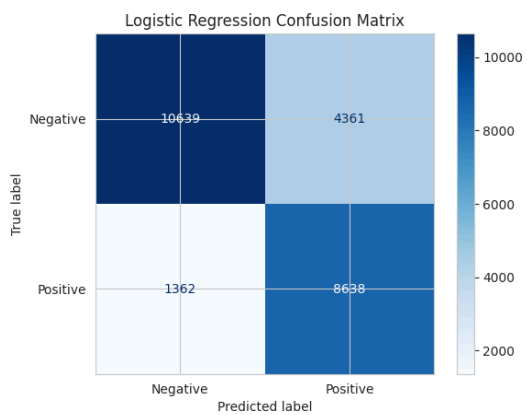 Logistic Regression Confusion Matrix
True label
Negative
10639
4361
Positive
1362
8638
Negative
Positive
Predicted label
10000
8000
6000
4000
2000